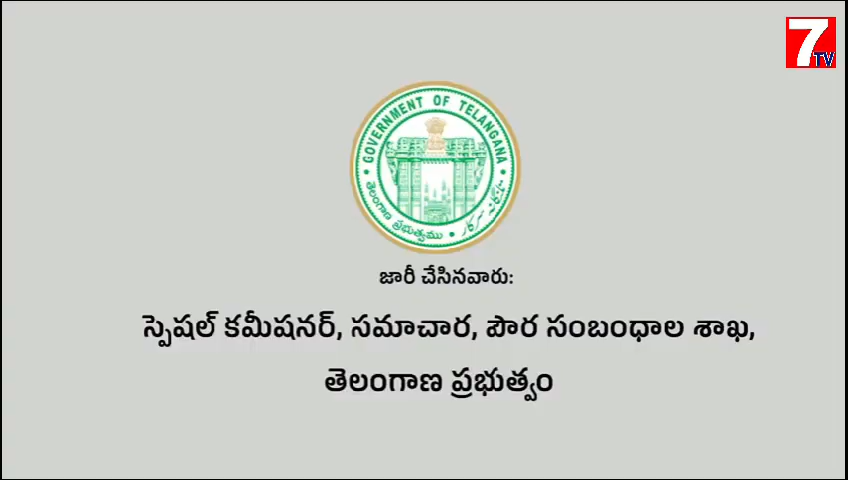 7
TV
GOVERNMENT OF TELANGANA
తెలంగాణ ప్రభుత్వము
జారీ చేసినవారు:
స్పెషల్ కమీషనర్, సమాచార, పౌర సంబంధాల శాఖ,
తెలంగాణ ప్రభుత్వం